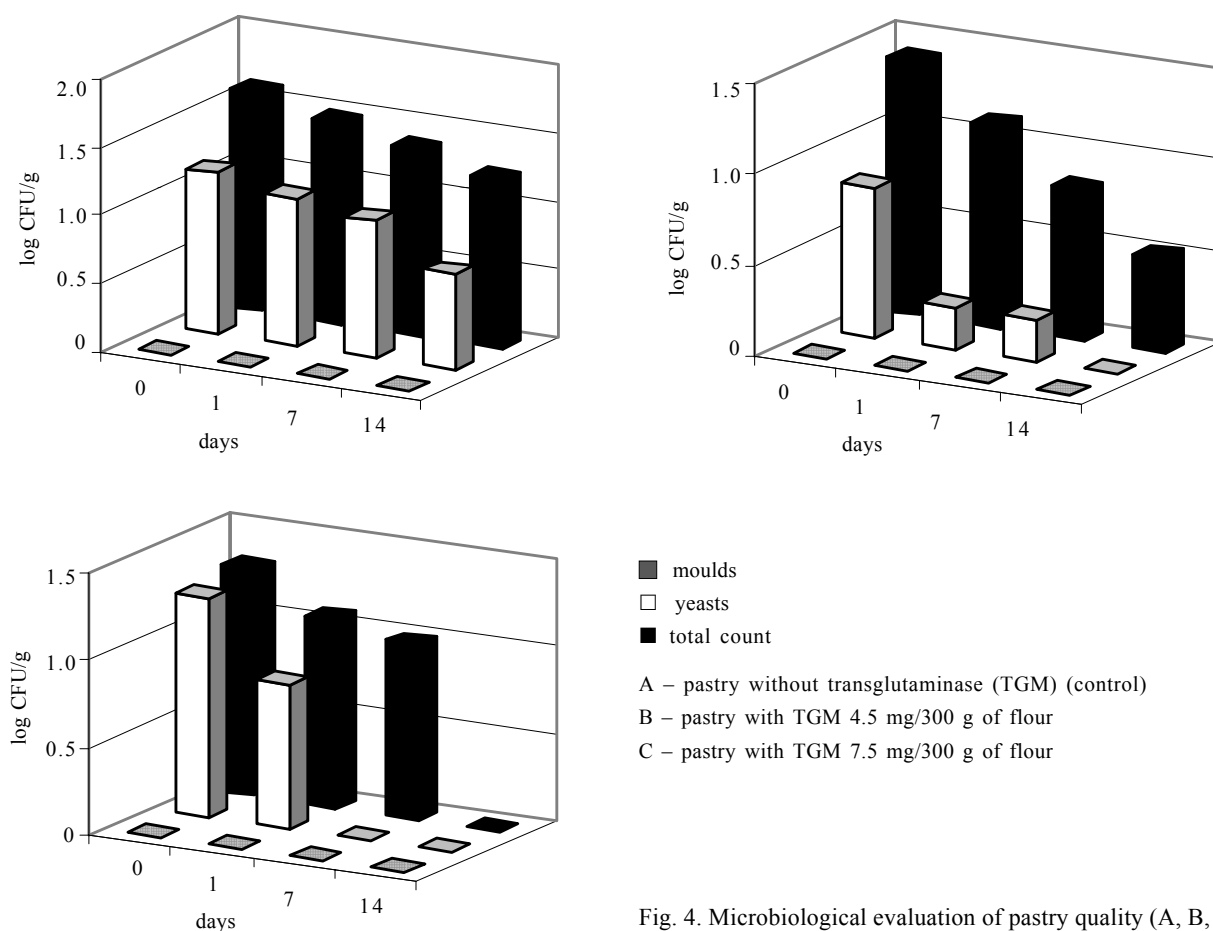 2.0
1.5
1.0
0.5
0
log CFU/g
0
1
7
14
days
1.5
1.0
0.5
0
log CFU/g
0
1
7
14
days
1.5
1.0
0.5
0
log CFU/g
0
1
7
14
days
moulds
yeasts
total count
A – pastry without transglutaminase (TGM) (control)
B – pastry with TGM 4.5 mg/300 g of flour
C – pastry with TGM 7.5 mg/300 g of flour
Fig. 4. Microbiological evaluation of pastry quality (A, B,